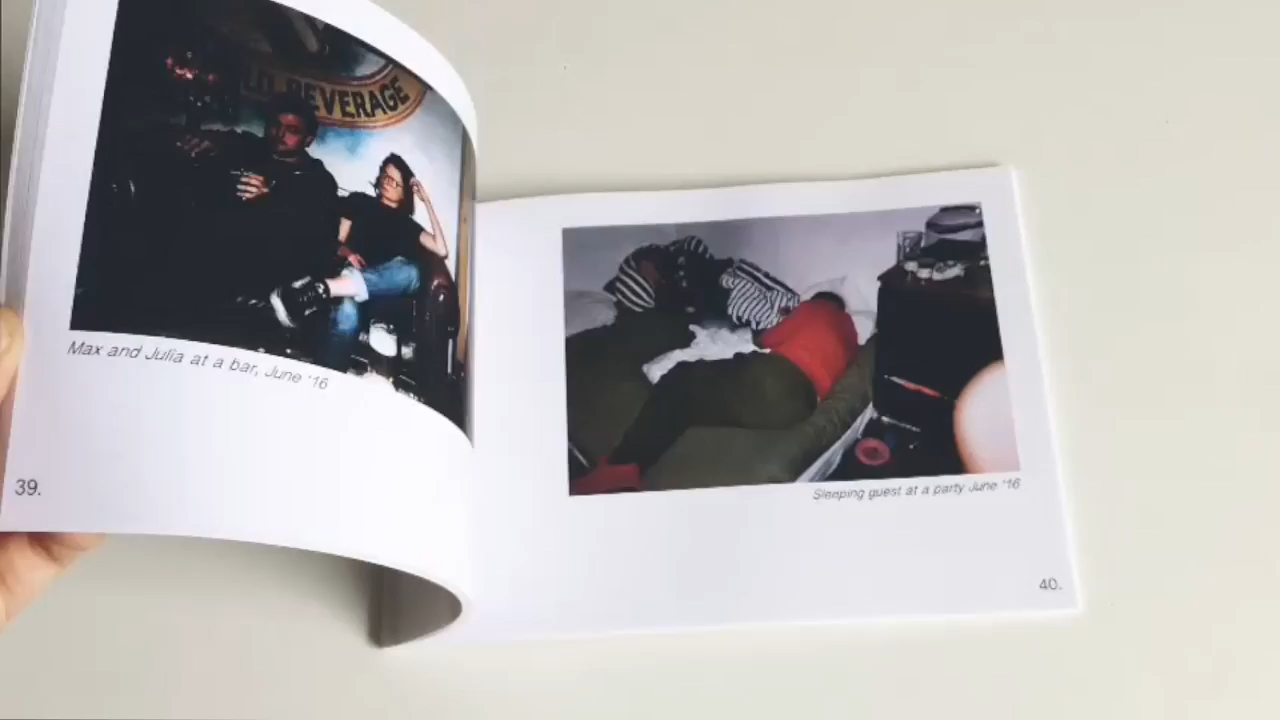 BEVERAGE
Max and Julia at a bar, June '16
39.
Sleeping guest at a party June '16
40.